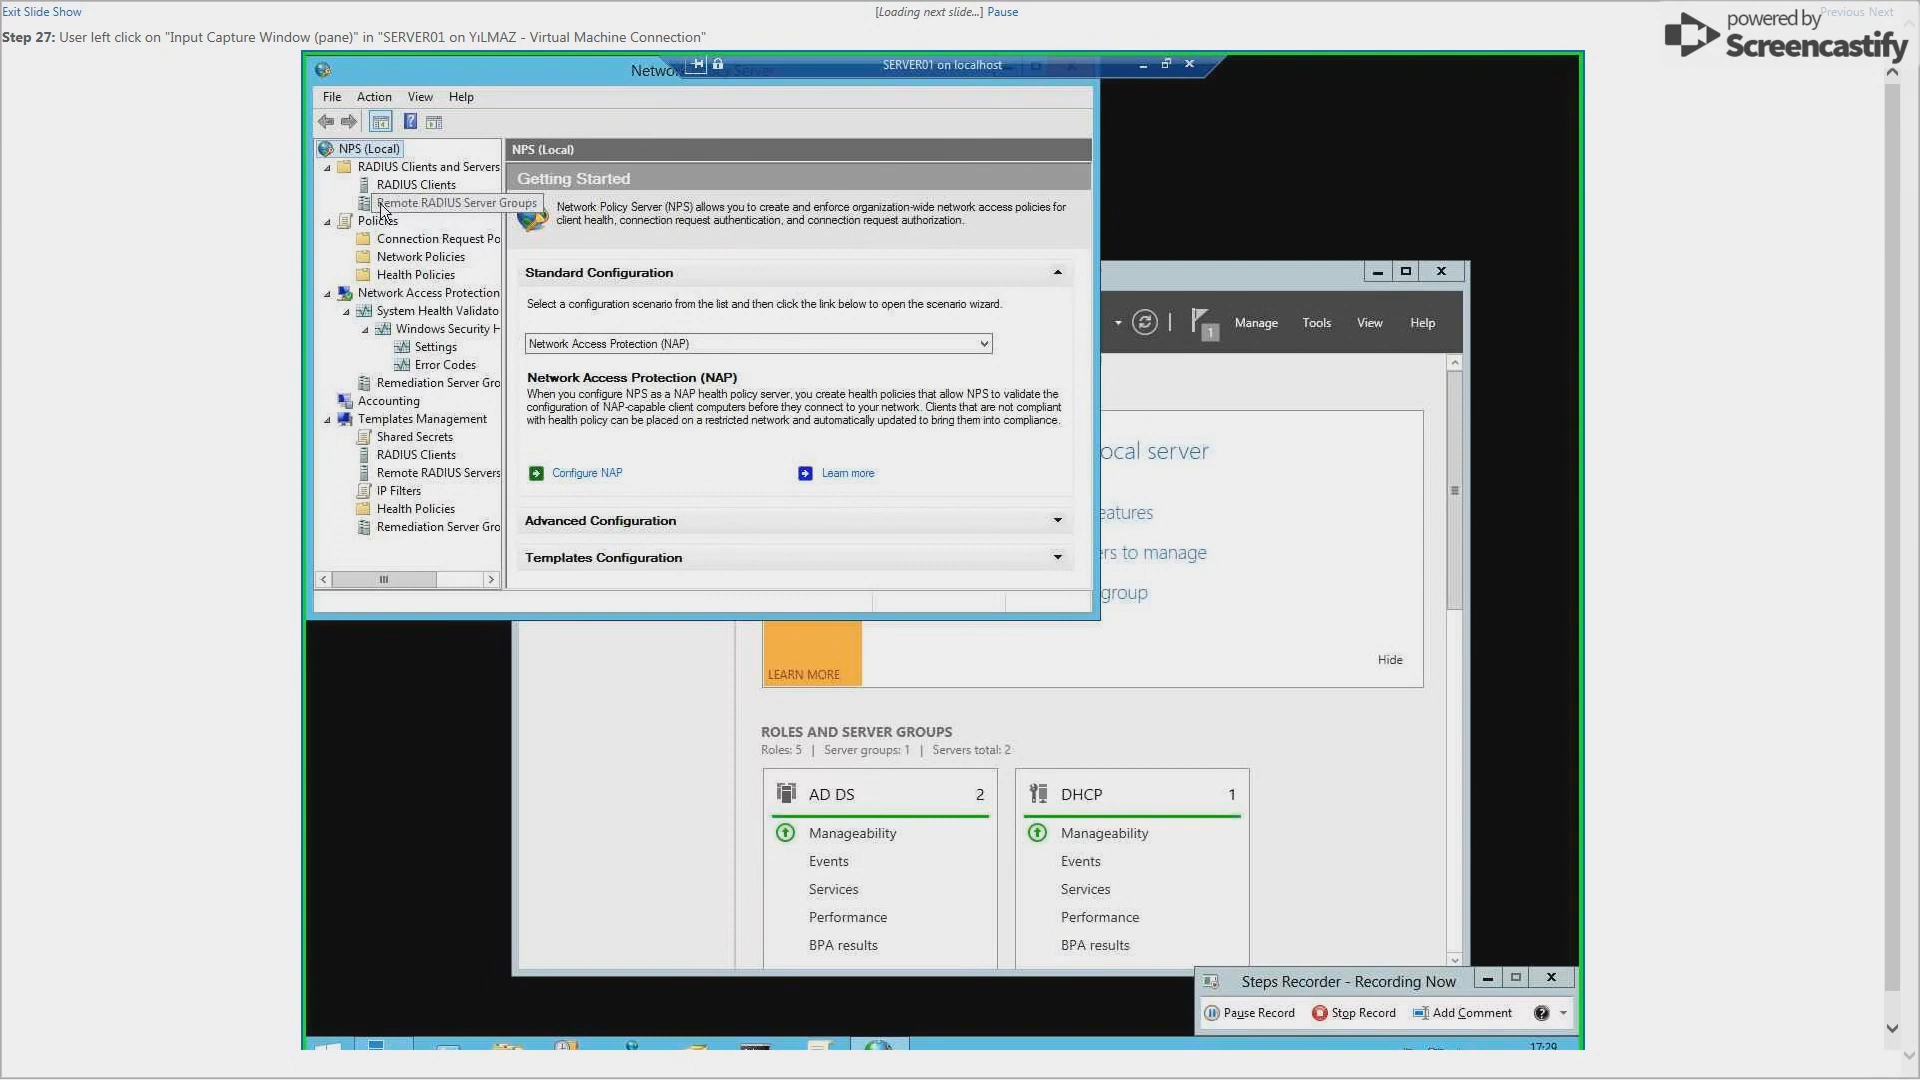 Exit Slide Show
[Loading next slide...] Pause
Previous Next
powered by
Screencastify
Step 27: User left click on "Input Capture Window (pane)" in "SERVER01 on YıLMAZ - Virtual Machine Connection"
SERVER01 on localhost
File Action View Help
NPS (Local)
RADIUS Clients and Servers
RADIUS Clients
Remote RADIUS Server Groups
Policies
Connection Request Po
Network Policies
Health Policies
Network Access Protection
System Health Validato
Windows Security H
Settings
Error Codes
Remediation Server Gro
Accounting
Templates Management
Shared Secrets
RADIUS Clients
Remote RADIUS Servers
IP Filters
Health Policies
Remediation Server Gro
NPS (Local)
Getting Started
Network Policy Server (NPS) allows you to create and enforce organization-wide network access policies for
client health, connection request authentication, and connection request authorization.
Standard Configuration
Select a configuration scenario from the list and then click the link below to open the scenario wizard.
Network Access Protection (NAP)
Network Access Protection (NAP)
When you configure NPS as a NAP health policy server, you create health policies that allow NPS to validate the
configuration of NAP-capable client computers before they connect to your network. Clients that are not compliant
with health policy can be placed on a restricted network and automatically updated to bring them into compliance.
Configure NAP
Learn more
Advanced Configuration
Templates Configuration
1
Manage Tools View Help
ocal server
eatures
ers to manage
group
Hide
LEARN MORE
ROLES AND SERVER GROUPS
Roles: 5 | Server groups: 1 | Servers total: 2
AD DS 2
Manageability
Events
Services
Performance
BPA results
DHCP 1
Manageability
Events
Services
Performance
BPA results
Steps Recorder - Recording Now
Pause Record Stop Record Add Comment
17:29